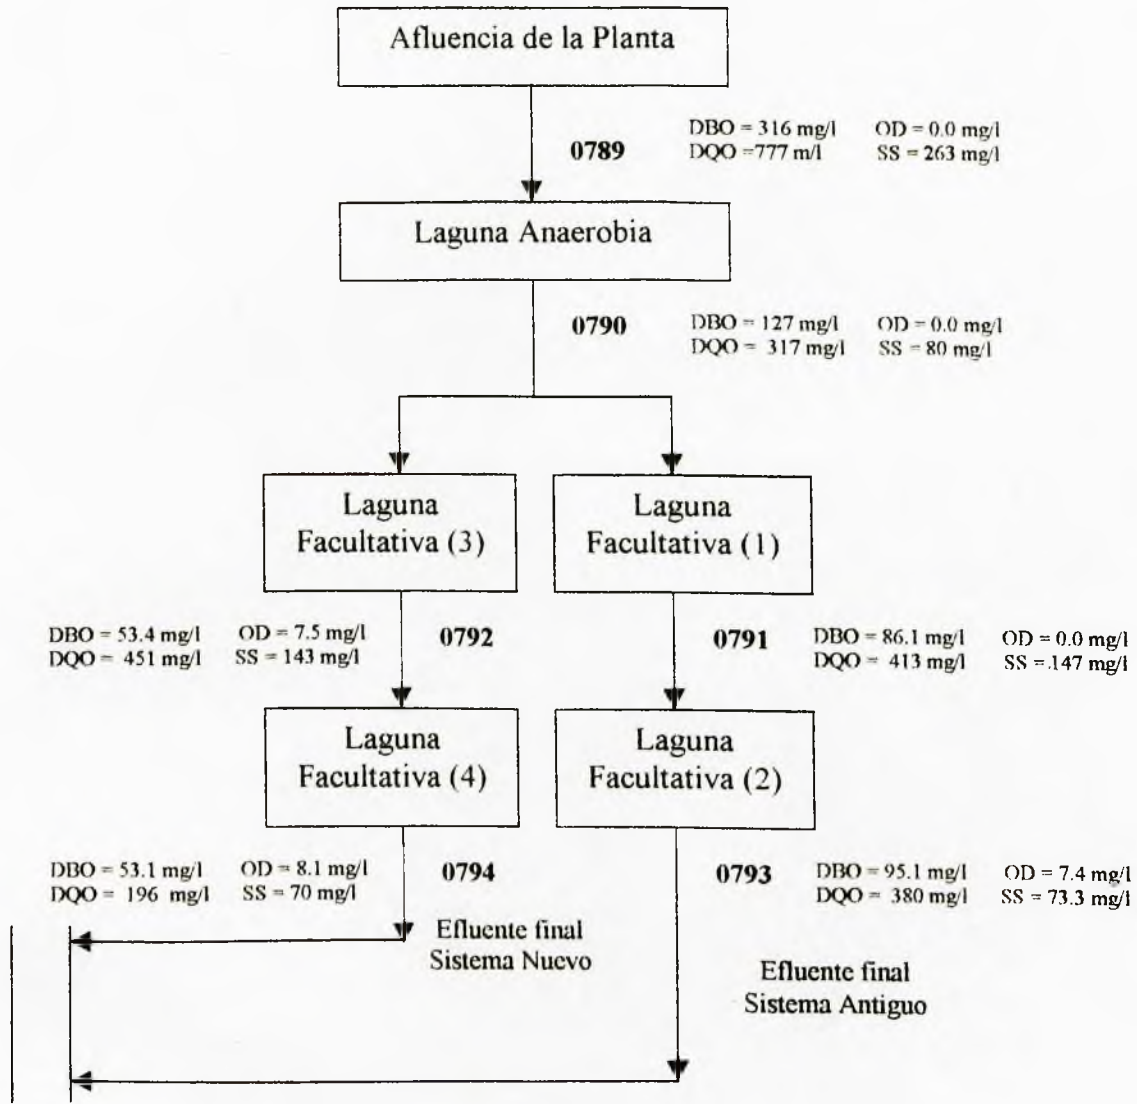 Afluencia de la Planta
0789
DBO = 316 mg/l OD = 0.0 mg/l
DQO =777 m/l SS = 263 mg/l
Laguna Anaerobia
0790
DBO = 127 mg/l OD = 0.0 mg/l
DQO = 317 mg/l SS = 80 mg/l
Laguna
Facultativa (3)
Laguna
Facultativa (1)
DBO = 53.4 mg/l OD = 7.5 mg/l
DQO = 451 mg/l SS = 143 mg/l
0792
0791
DBO = 86.1 mg/l OD = 0.0 mg/l
DQO = 413 mg/l SS =.147 mg/l
Laguna
Facultativa (4)
Laguna
Facultativa (2)
DBO = 53.1 mg/l OD = 8.1 mg/l
DQO = 196 mg/l SS = 70 mg/l
0794
0793
DBO = 95.1 mg/l OD = 7.4 mg/l
DQO = 380 mg/l SS = 73.3 mg/l
Efluente final
Sistema Nuevo
Efluente final
Sistema Antiguo